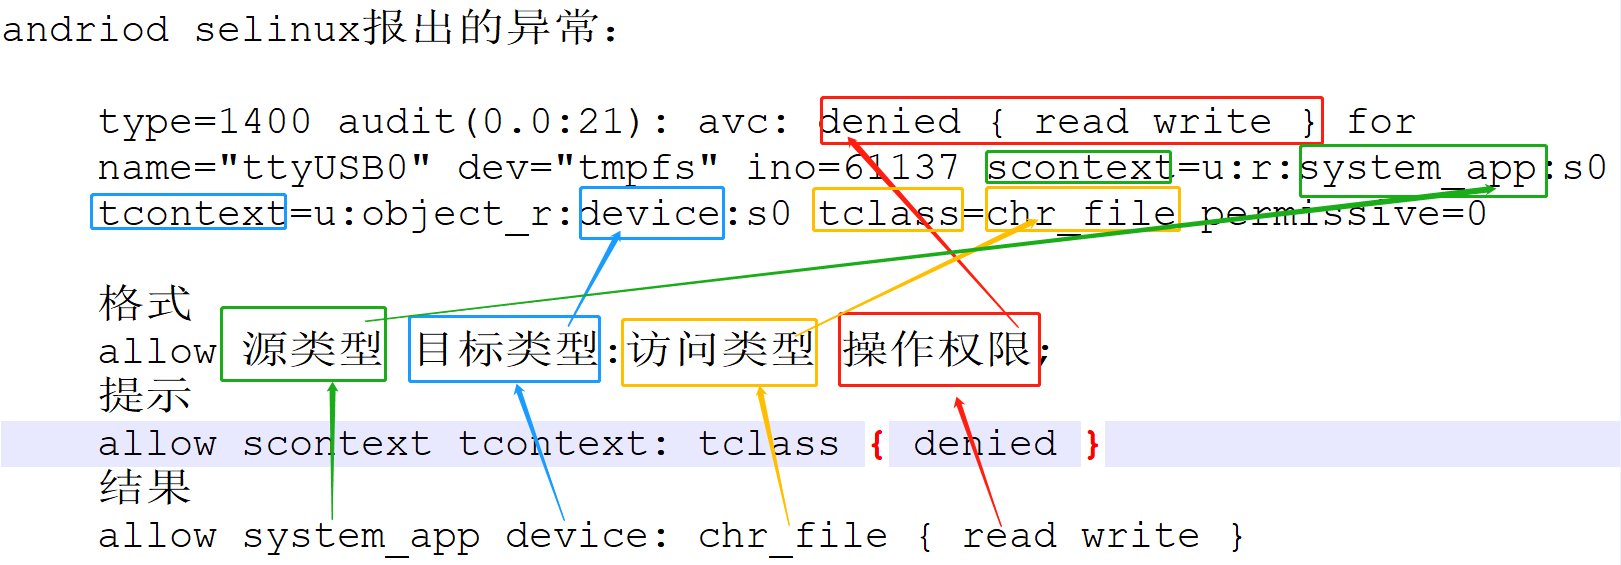 andriod selinux报出的异常：
type=1400 audit(0.0:21): avc: denied { read write } for
name="ttyUSB0" dev="tmpfs" ino=61137 scontext=u:r:system_app:s0
tcontext=u:object_r:device:s0 tclass=chr_file permissive=0
格式
allow 源类型 目标类型:访问类型 操作权限;
提示
allow scontext tcontext: tclass { denied }
结果
allow system_app device: chr_file { read write }